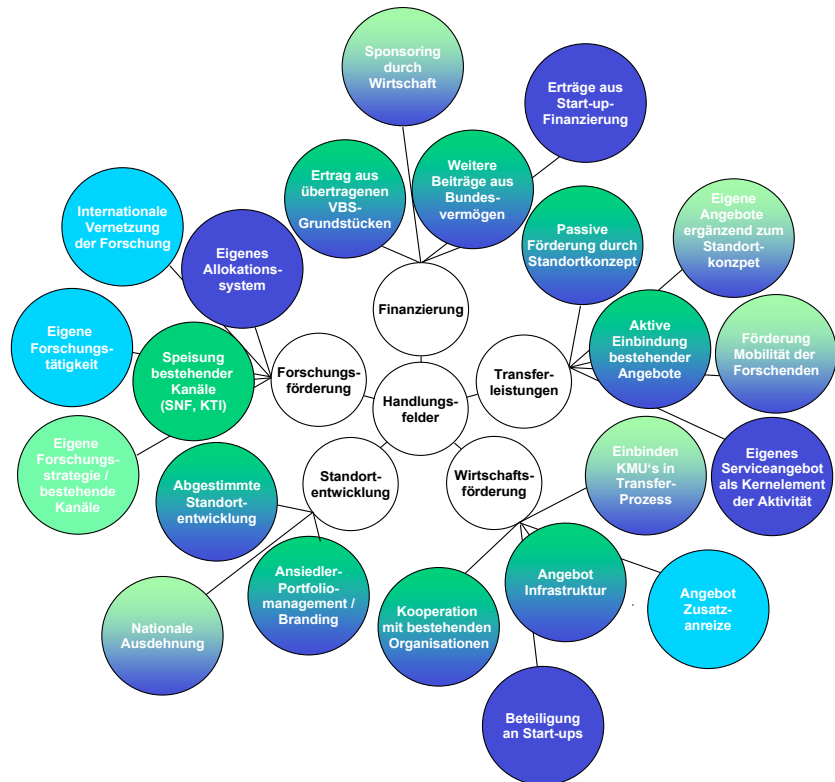 Sponsoring
durch
Wirtschaft
Erträge aus
Start-up-
Finanzierung
Ertrag aus
übertragenen
VBS-
Grundstücken
Weitere
Beiträge aus
Bundes-
vermögen
Internationale
Vernetzung
der Forschung
Eigenes
Allokations-
system
Passive
Förderung durch
Standortkonzept
Eigene
Angebote
ergänzend zum
Standort-
konzpet
Finanzierung
Eigene
Forschungs-
tätigkeit
Speisung
bestehender
Kanäle
(SNF, KTI)
Forschungs-
förderung
Transfer-
leistungen
Aktive
Einbindung
bestehender
Angebote
Förderung
Mobilität der
Forschenden
Handlungs-
felder
Eigene
Forschungs-
strategie /
bestehende
Kanäle
Abgestimmte
Standort-
entwicklung
Standort-
entwicklung
Wirtschafts-
förderung
Einbinden
KMU's in
Transfer-
Prozess
Eigenes
Serviceangebot
als Kernelement
der Aktivität
Nationale
Ausdehnung
Ansiedler-
Portfolio-
management /
Branding
Kooperation
mit bestehenden
Organisationen
Angebot
Infrastruktur
Angebot
Zusatz-
anreize
Beteiligung
an Start-ups